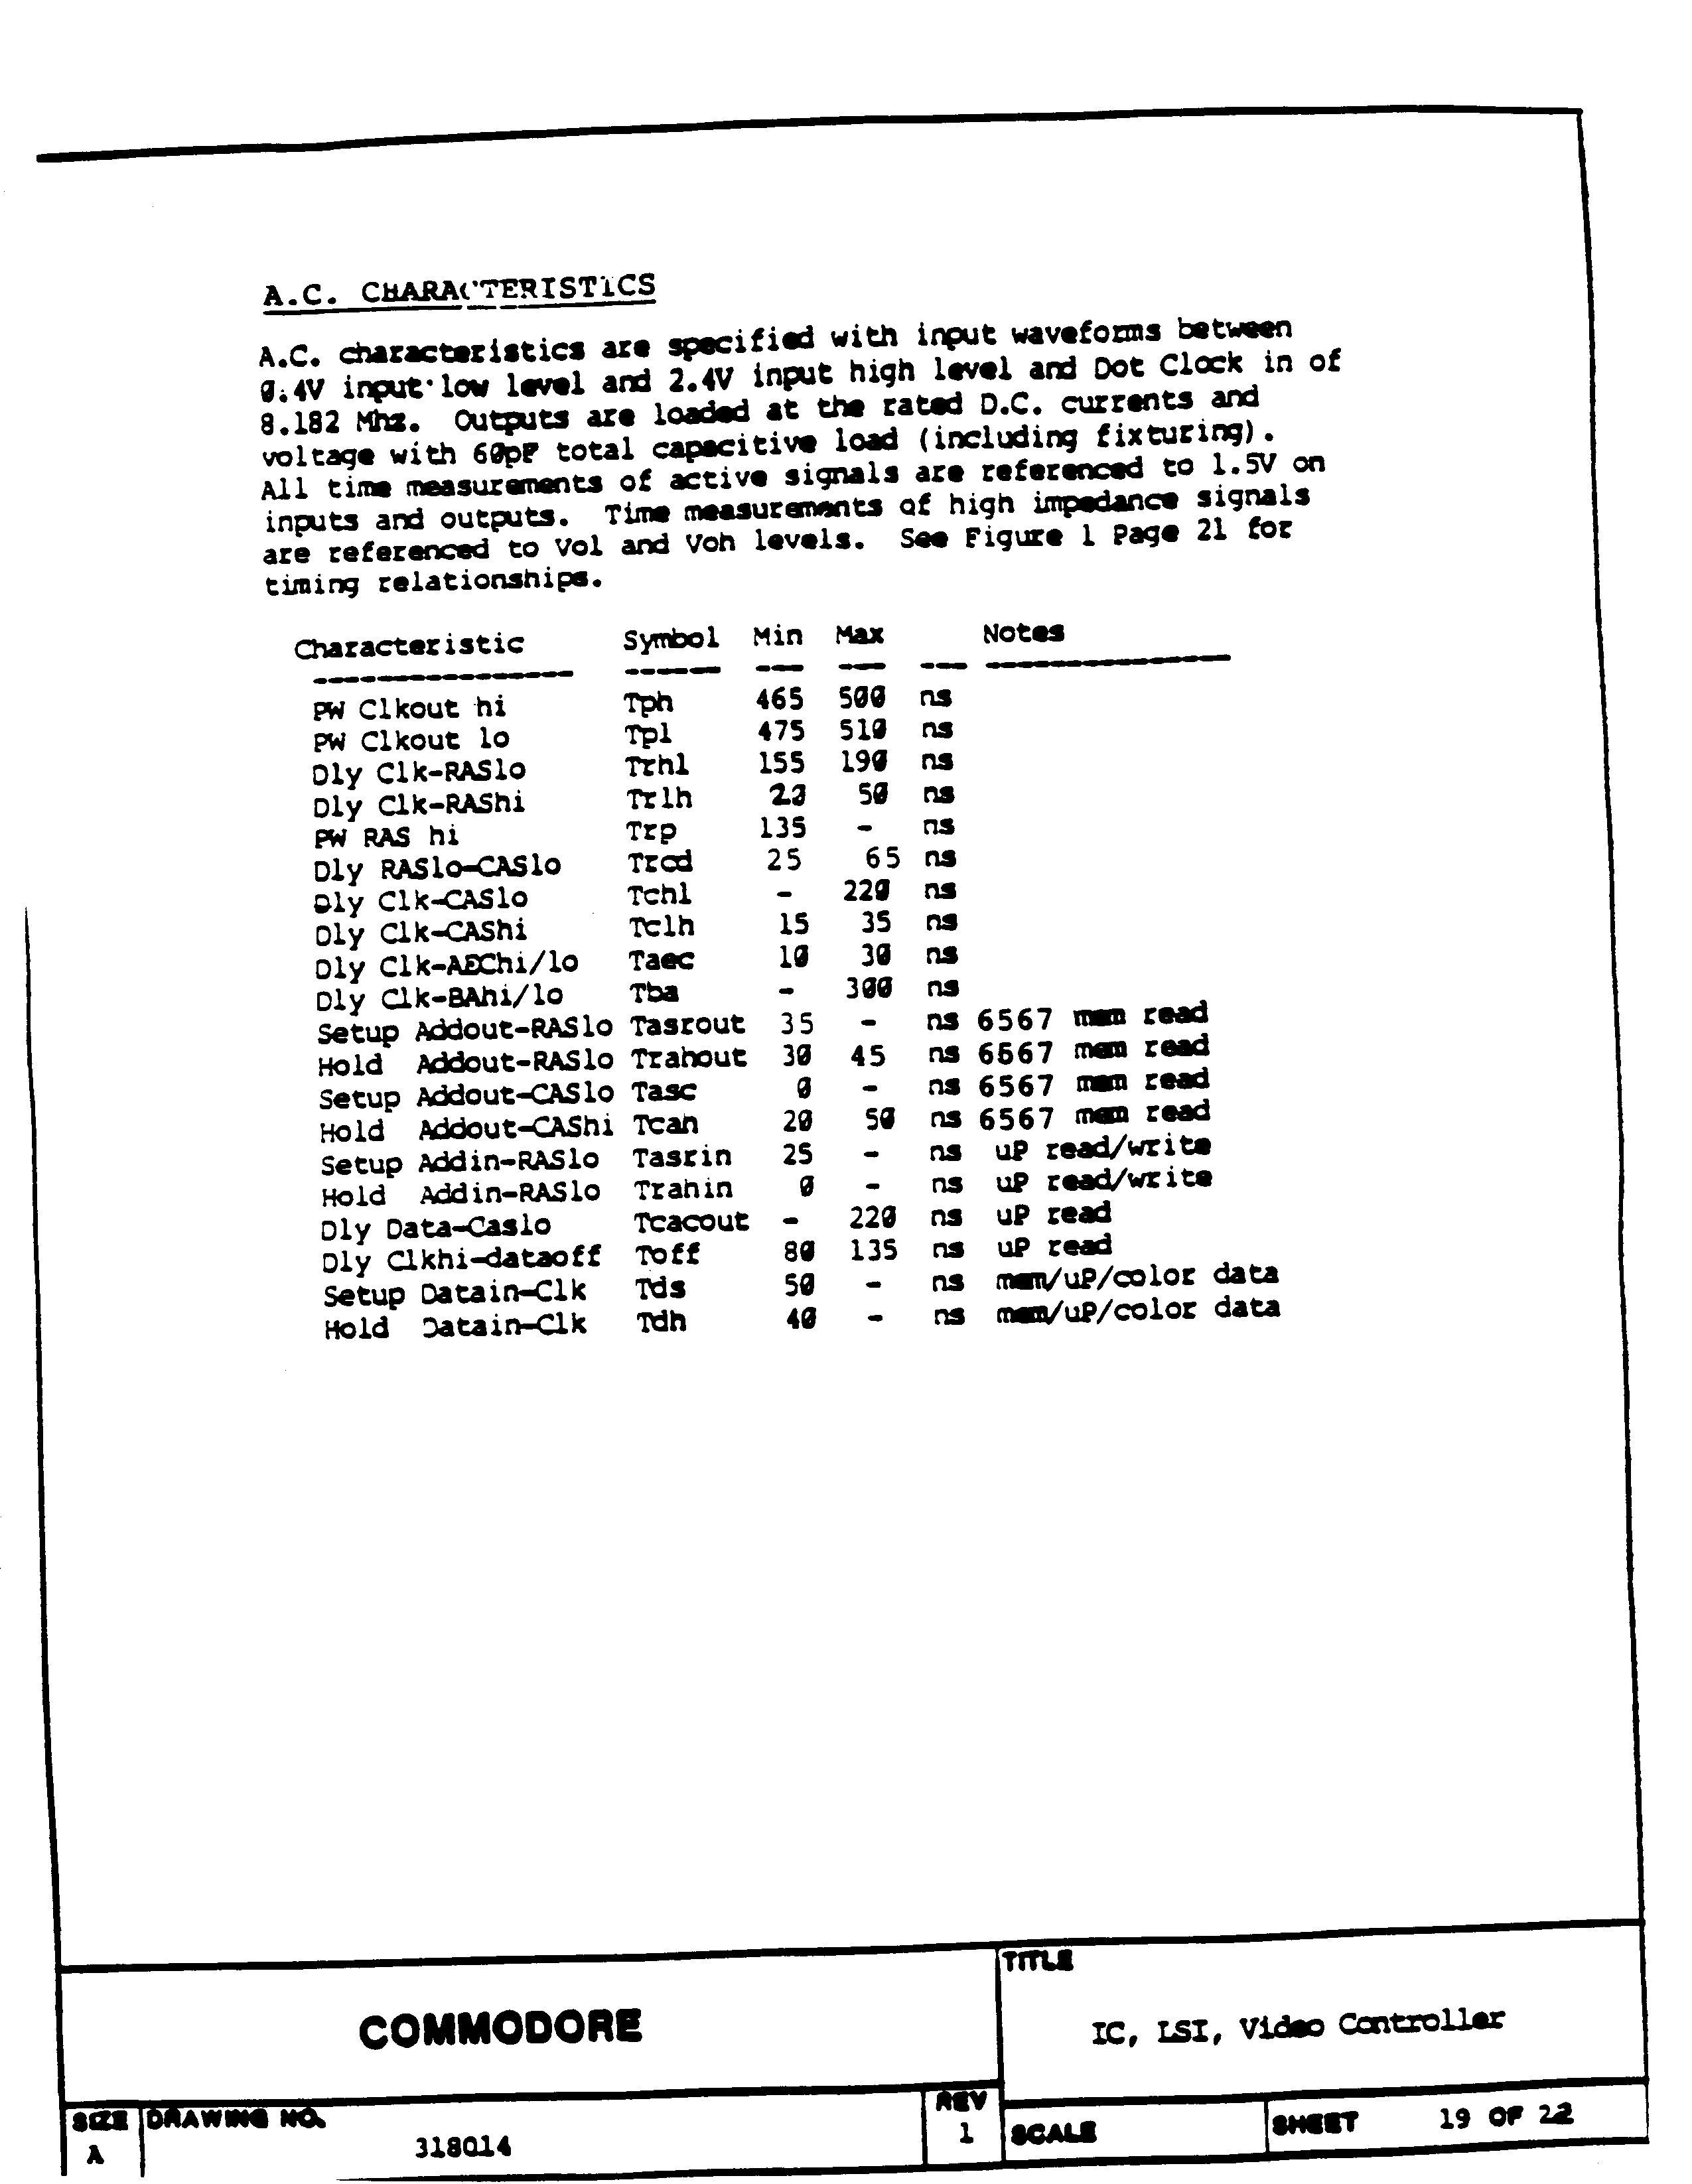 A.C. CHARACTERISTICS
A.C. characteristics are specified with input waveforms between
0.4V input low level and 2.4V input high level and Dot Clock in of
8.182 Mhz. Outputs are loaded at the rated D.C. currents and
voltage with 60pF total capacitive load (including fixturing).
All time measurements of active signals are referenced to 1.5V on
inputs and outputs. Time measurements of high impedance signals
are referenced to Vol and Voh levels. See Figure 1 Page 21 for
timing relationships.
Characteristic Symbol Min Max Notes
---------------- ------ --- --- --- ---------------
PW Clkout hi Tph 465 500 ns
PW Clkout lo Tpl 475 510 ns
Dly Clk-RASlo Trhl 155 190 ns
Dly Clk-RAShi Trlh 20 50 ns
PW RAS hi Trp 135 - ns
Dly RASlo-CASlo Trcd 25 65 ns
Dly Clk-CASlo Tchl - 220 ns
Dly Clk-CAShi Tclh 15 35 ns
Dly Clk-AEChi/lo Taec 10 30 ns
Dly Clk-BAhi/lo Tba - 300 ns
Setup Addout-RASlo Tasrout 35 - ns 6567 mem read
Hold Addout-RASlo Trahout 30 45 ns 6567 mem read
Setup Addout-CASlo Tasc 0 - ns 6567 mem read
Hold Addout-CAShi Tcah 20 50 ns 6567 mem read
Setup Addin-RASlo Tasrin 25 - ns uP read/write
Hold Addin-RASlo Trahin 0 - ns uP read/write
Dly Data-Caslo Tcacout - 220 ns uP read
Dly Clkhi-dataoff Toff 80 135 ns uP read
Setup Datain-Clk Tds 50 - ns mem/uP/color data
Hold Datain-Clk Tdh 40 - ns mem/uP/color data
COMMODORE
TITLE
IC, LSI, Video Controller
SIZE
A
DRAWING NO.
318014
REV
1
SCALE
SHEET 19 OF 22